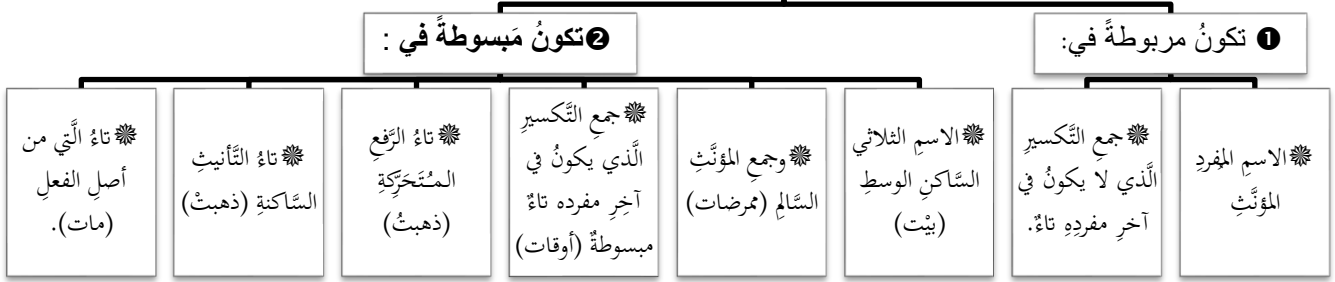 ❶ تكونُ مربوطةً في:
❷تكونُ مَبسوطةً في :
❋الاسمِ المفردِ
المؤنَّثِ
❋جمعِ التَّكسيرِ
الَّذي لا يكونُ في
آخرِ مفردِهِ تاءٌ.
❋الاسمِ الثلاثي
السَّاكنِ الوسطِ
(بيْت)
❋وجمعِ المؤنَّثِ
السَّالمِ (ممرضات)
❋جمعِ التَّكسيرِ
الَّذي يكونُ في
آخِرِ مفرده تاءٌ
مبسوطةٌ (أوقات)
❋تاءُ الرَّفعِ
المـُتَحَرِّكةِ
(ذهبتُ)
❋تاءُ التَّأنيثِ
السَّاكنةِ (ذهبتْ)
❋تاءُ الَّتي من
أصلِ الفعلِ
(مات).